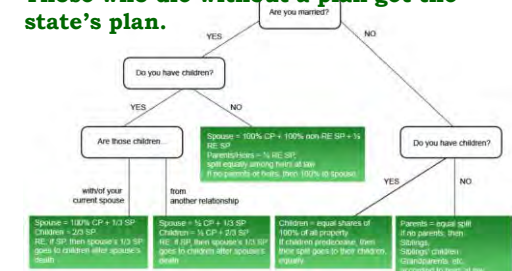 Those who die without a plan get the
state's plan.
Are you married?
YES
NO
Do you have children?
YES
NO
Are those children...
Spouse = 100% CP + 100% non-RE SP + ½
RE SP
Parents/Heirs = ½ RE SP,
split equally among heirs at law
If no parents or heirs, then 100% to spouse
Do you have children?
with/of your
current spouse
from
another relationship
YES
NO
Spouse = 100% CP + 1/3 SP
Children = 2/3 SP
RE, if SP, then spouse's 1/3 SP
goes to children after spouse's
death
Spouse = ½ CP + 1/3 SP
Children = ½ CP + 2/3 SP
RE, if SP, then spouse's 1/3 SP
goes to children after spouse's
death
Children = equal shares of
100% of all property
If children predecease, then
their split goes to their children,
equally
Parents = equal split
If no parents, then
Siblings,
Siblings' children
Grandparents, etc.